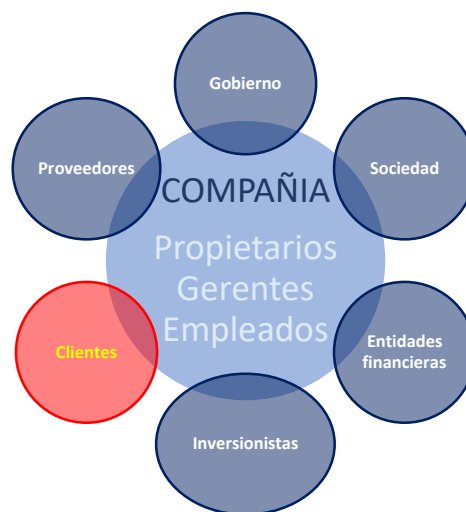 Gobierno
Proveedores
Sociedad
COMPAÑIA
Propietarios
Gerentes
Empleados
Clientes
Entidades
financieras
Inversionistas